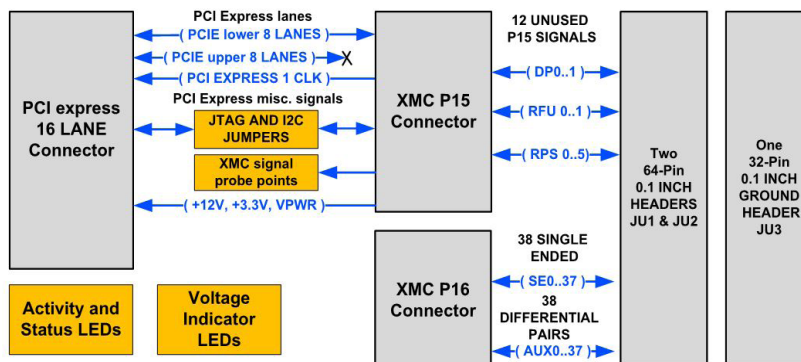 PCI Express lanes
( PCIE lower 8 LANES )
( PCIE upper 8 LANES )
X
( PCI EXPRESS 1 CLK )
PCI Express misc. signals
JTAG AND I2C
JUMPERS
XMC signal
probe points
( +12V, +3.3V, VPWR )
PCI express
16 LANE
Connector
XMC P15
Connector
12 UNUSED
P15 SIGNALS
( DP0..1 )
( RFU 0..1 )
( RPS 0..5)
Two
64-Pin
0.1 INCH
HEADERS
JU1 & JU2
One
32-Pin
0.1 INCH
GROUND
HEADER
JU3
XMC P16
Connector
38 SINGLE
ENDED
( SE0..37 )
38
DIFFERENTIAL
PAIRS
( AUX0..37 )
Activity and
Status LEDs
Voltage
Indicator
LEDs